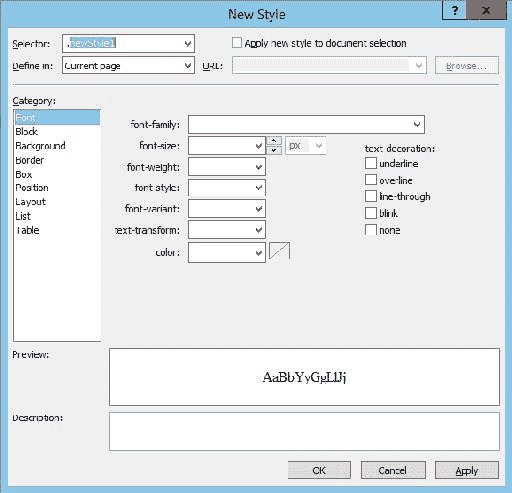 New Style
? X
Selector: .newStyle1 Apply new style to document selection
Define in: Current page URL: Browse...
Category:
Font
Block
Background
Border
Box
Position
Layout
List
Table
font-family:
font-size: px
font-weight:
font-style:
font-variant:
text-transform:
color:
text-decoration:
underline
overline
line-through
blink
none
Preview:
AaBbYyGgLlJj
Description:
OK Cancel Apply